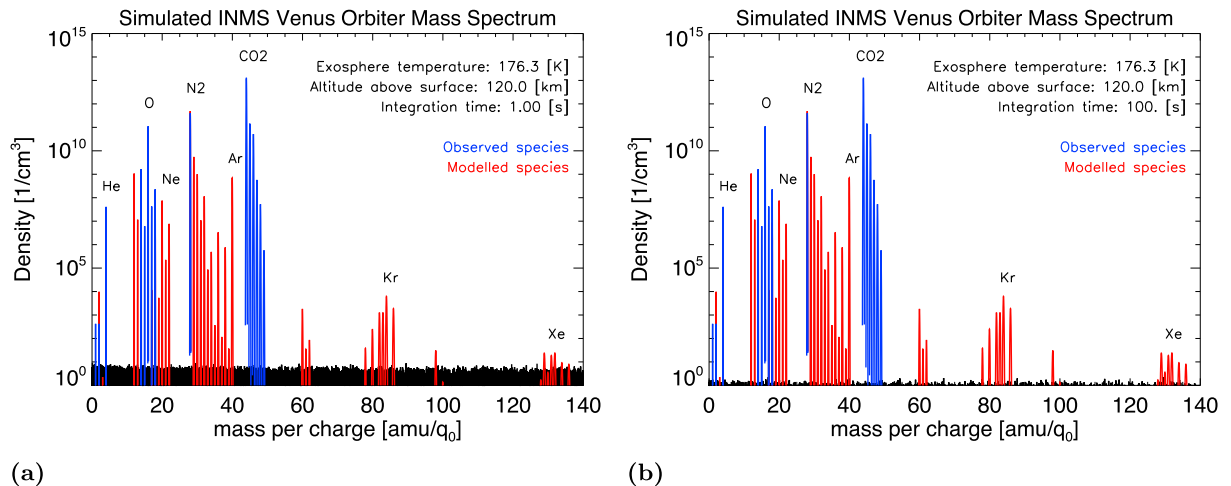 Simulated INMS Venus Orbiter Mass Spectrum
10^15
10^10
10^5
10^0
Density [1/cm^3]
CO2
N2
O
He
Ne
Ar
Kr
Xe
Exosphere temperature: 176.3 [K]
Altitude above surface: 120.0 [km]
Integration time: 1.00 [s]
Observed species
Modelled species
0 20 40 60 80 100 120 140
mass per charge [amu/q_0]
(a)
Simulated INMS Venus Orbiter Mass Spectrum
10^15
10^10
10^5
10^0
Density [1/cm^3]
CO2
N2
O
He
Ne
Ar
Kr
Xe
Exosphere temperature: 176.3 [K]
Altitude above surface: 120.0 [km]
Integration time: 100. [s]
Observed species
Modelled species
0 20 40 60 80 100 120 140
mass per charge [amu/q_0]
(b)